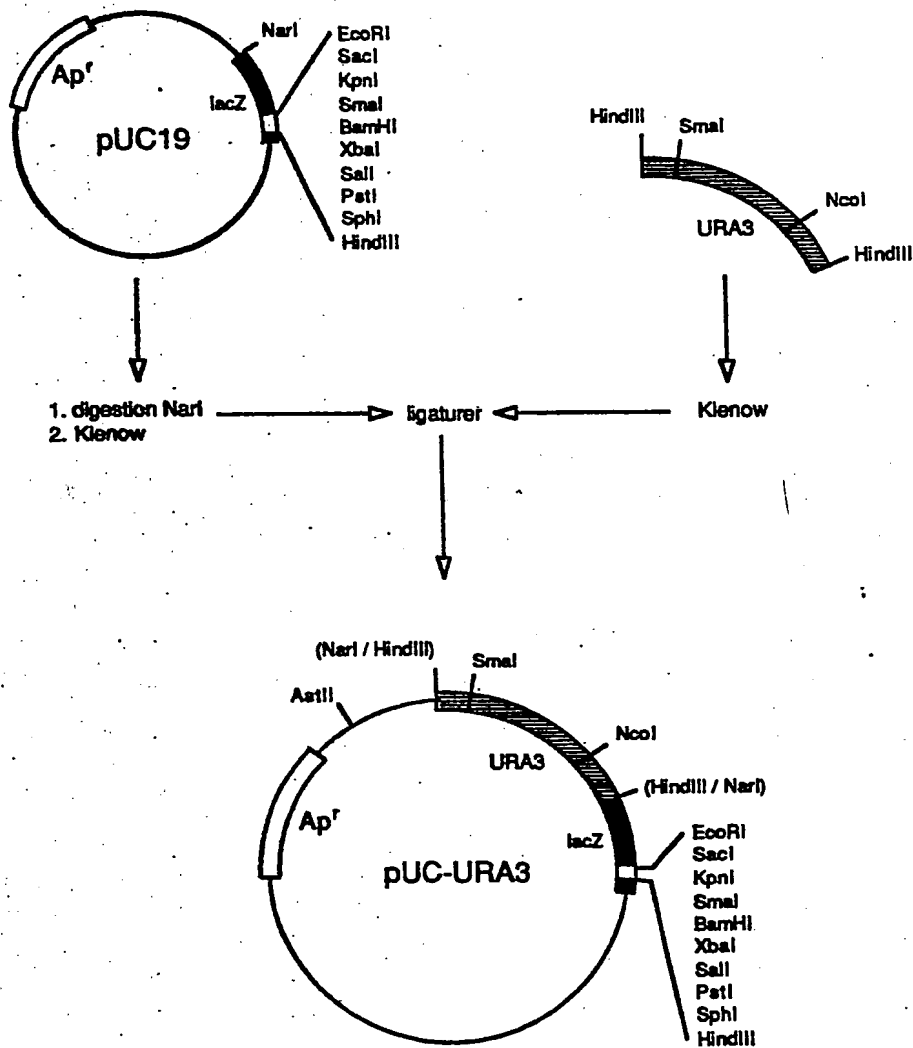 NarI
Apʳ
lacZ
pUC19
EcoRI
SacI
KpnI
SmaI
BamHI
XbaI
SalI
PstI
SphI
HindIII
HindIII
SmaI
NcoI
URA3
HindIII
1. digestion NarI
2. Klenow
ligaturer
Klenow
(NarI / HindIII)
SmaI
AatII
NcoI
URA3
(HindIII / NarI)
Apʳ
lacZ
pUC-URA3
EcoRI
SacI
KpnI
SmaI
BamHI
XbaI
SalI
PstI
SphI
HindIII